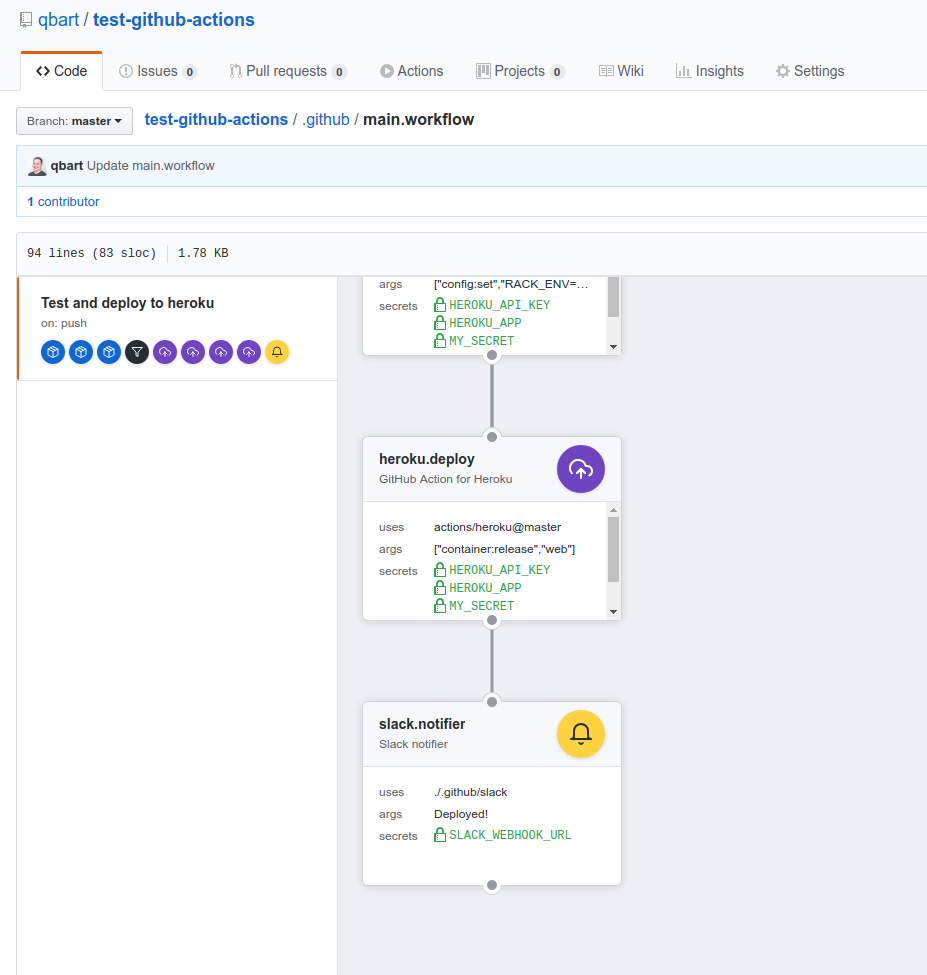 qbart / test-github-actions
Code Issues 0 Pull requests 0 Actions Projects 0 Wiki Insights Settings
Branch: master test-github-actions / .github / main.workflow
qbart Update main.workflow
1 contributor
94 lines (83 sloc) 1.78 KB
Test and deploy to heroku
on: push
args ["config:set","RACK_ENV=…
secrets HEROKU_API_KEY
HEROKU_APP
MY_SECRET
heroku.deploy
GitHub Action for Heroku
uses actions/heroku@master
args ["container:release","web"]
secrets HEROKU_API_KEY
HEROKU_APP
MY_SECRET
slack.notifier
Slack notifier
uses ./.github/slack
args Deployed!
secrets SLACK_WEBHOOK_URL